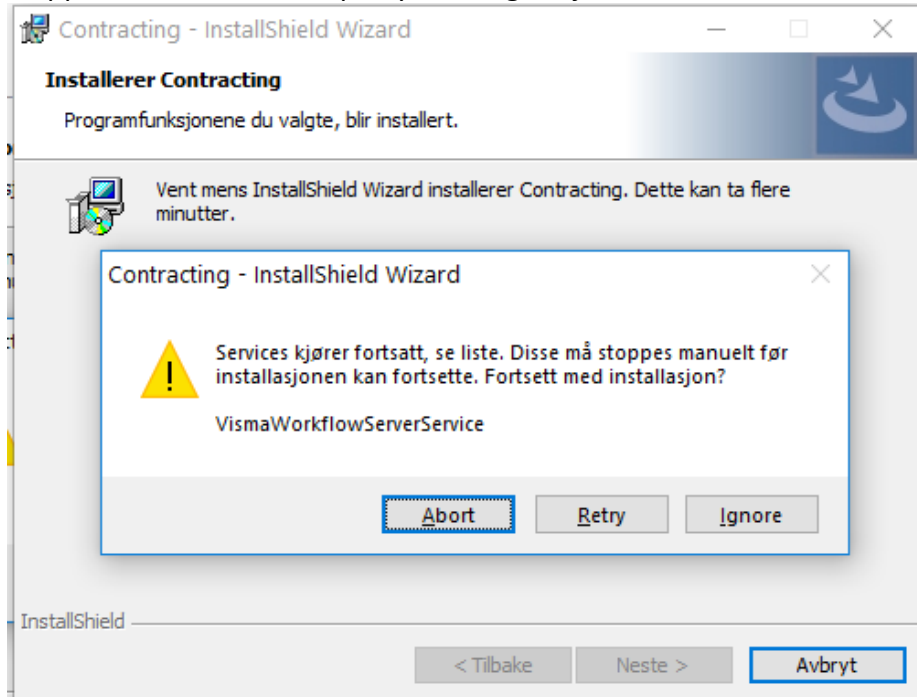 Contracting - InstallShield Wizard
Installerer Contracting
Programfunksjonene du valgte, blir installert.
Vent mens InstallShield Wizard installerer Contracting. Dette kan ta flere
minutter.
Contracting - InstallShield Wizard
Services kjører fortsatt, se liste. Disse må stoppes manuelt før
installasjonen kan fortsette. Fortsett med installasjon?
VismaWorkflowServerService
Abort Retry Ignore
InstallShield
< Tilbake Neste > Avbryt